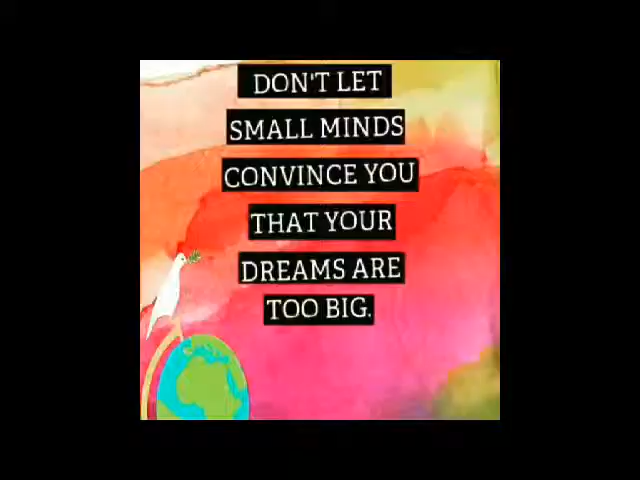 DON'T LET
SMALL MINDS
CONVINCE YOU
THAT YOUR
DREAMS ARE
TOO BIG.